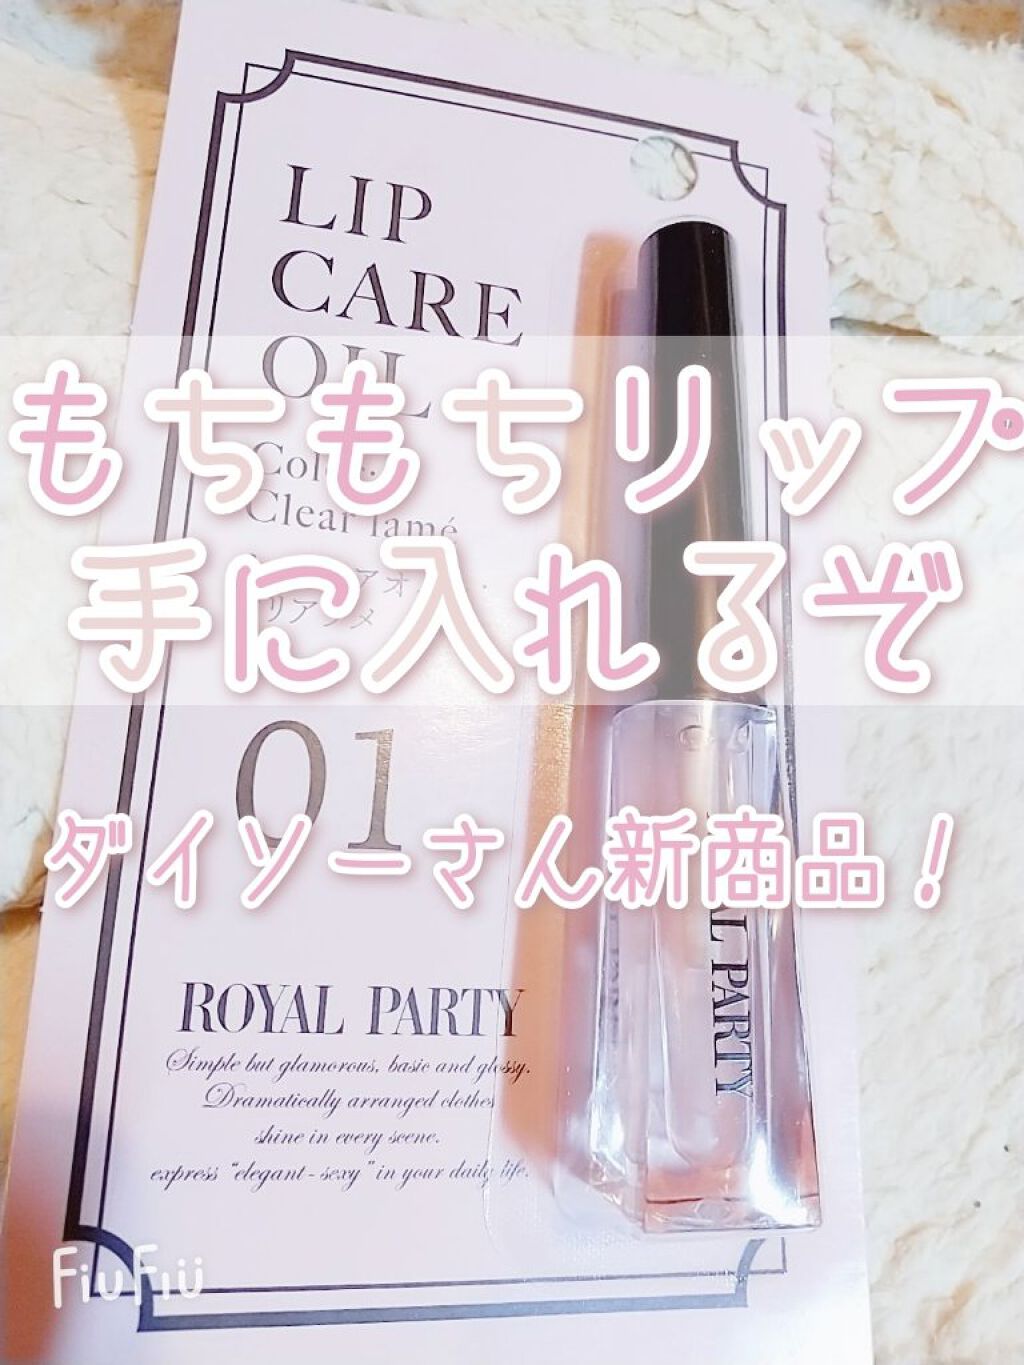 LIP
CARE
OIL
もちもちリップ
Clear lamé
手に入れるぞ
01
ダイソーさん新商品！
ROYAL PARTY
Simple but glamorous, basic and glossy.
Dramatically arranged clothes
shine in every scene.
express “elegant - sexy” in your daily life.
AL PARTY
FiuFiu